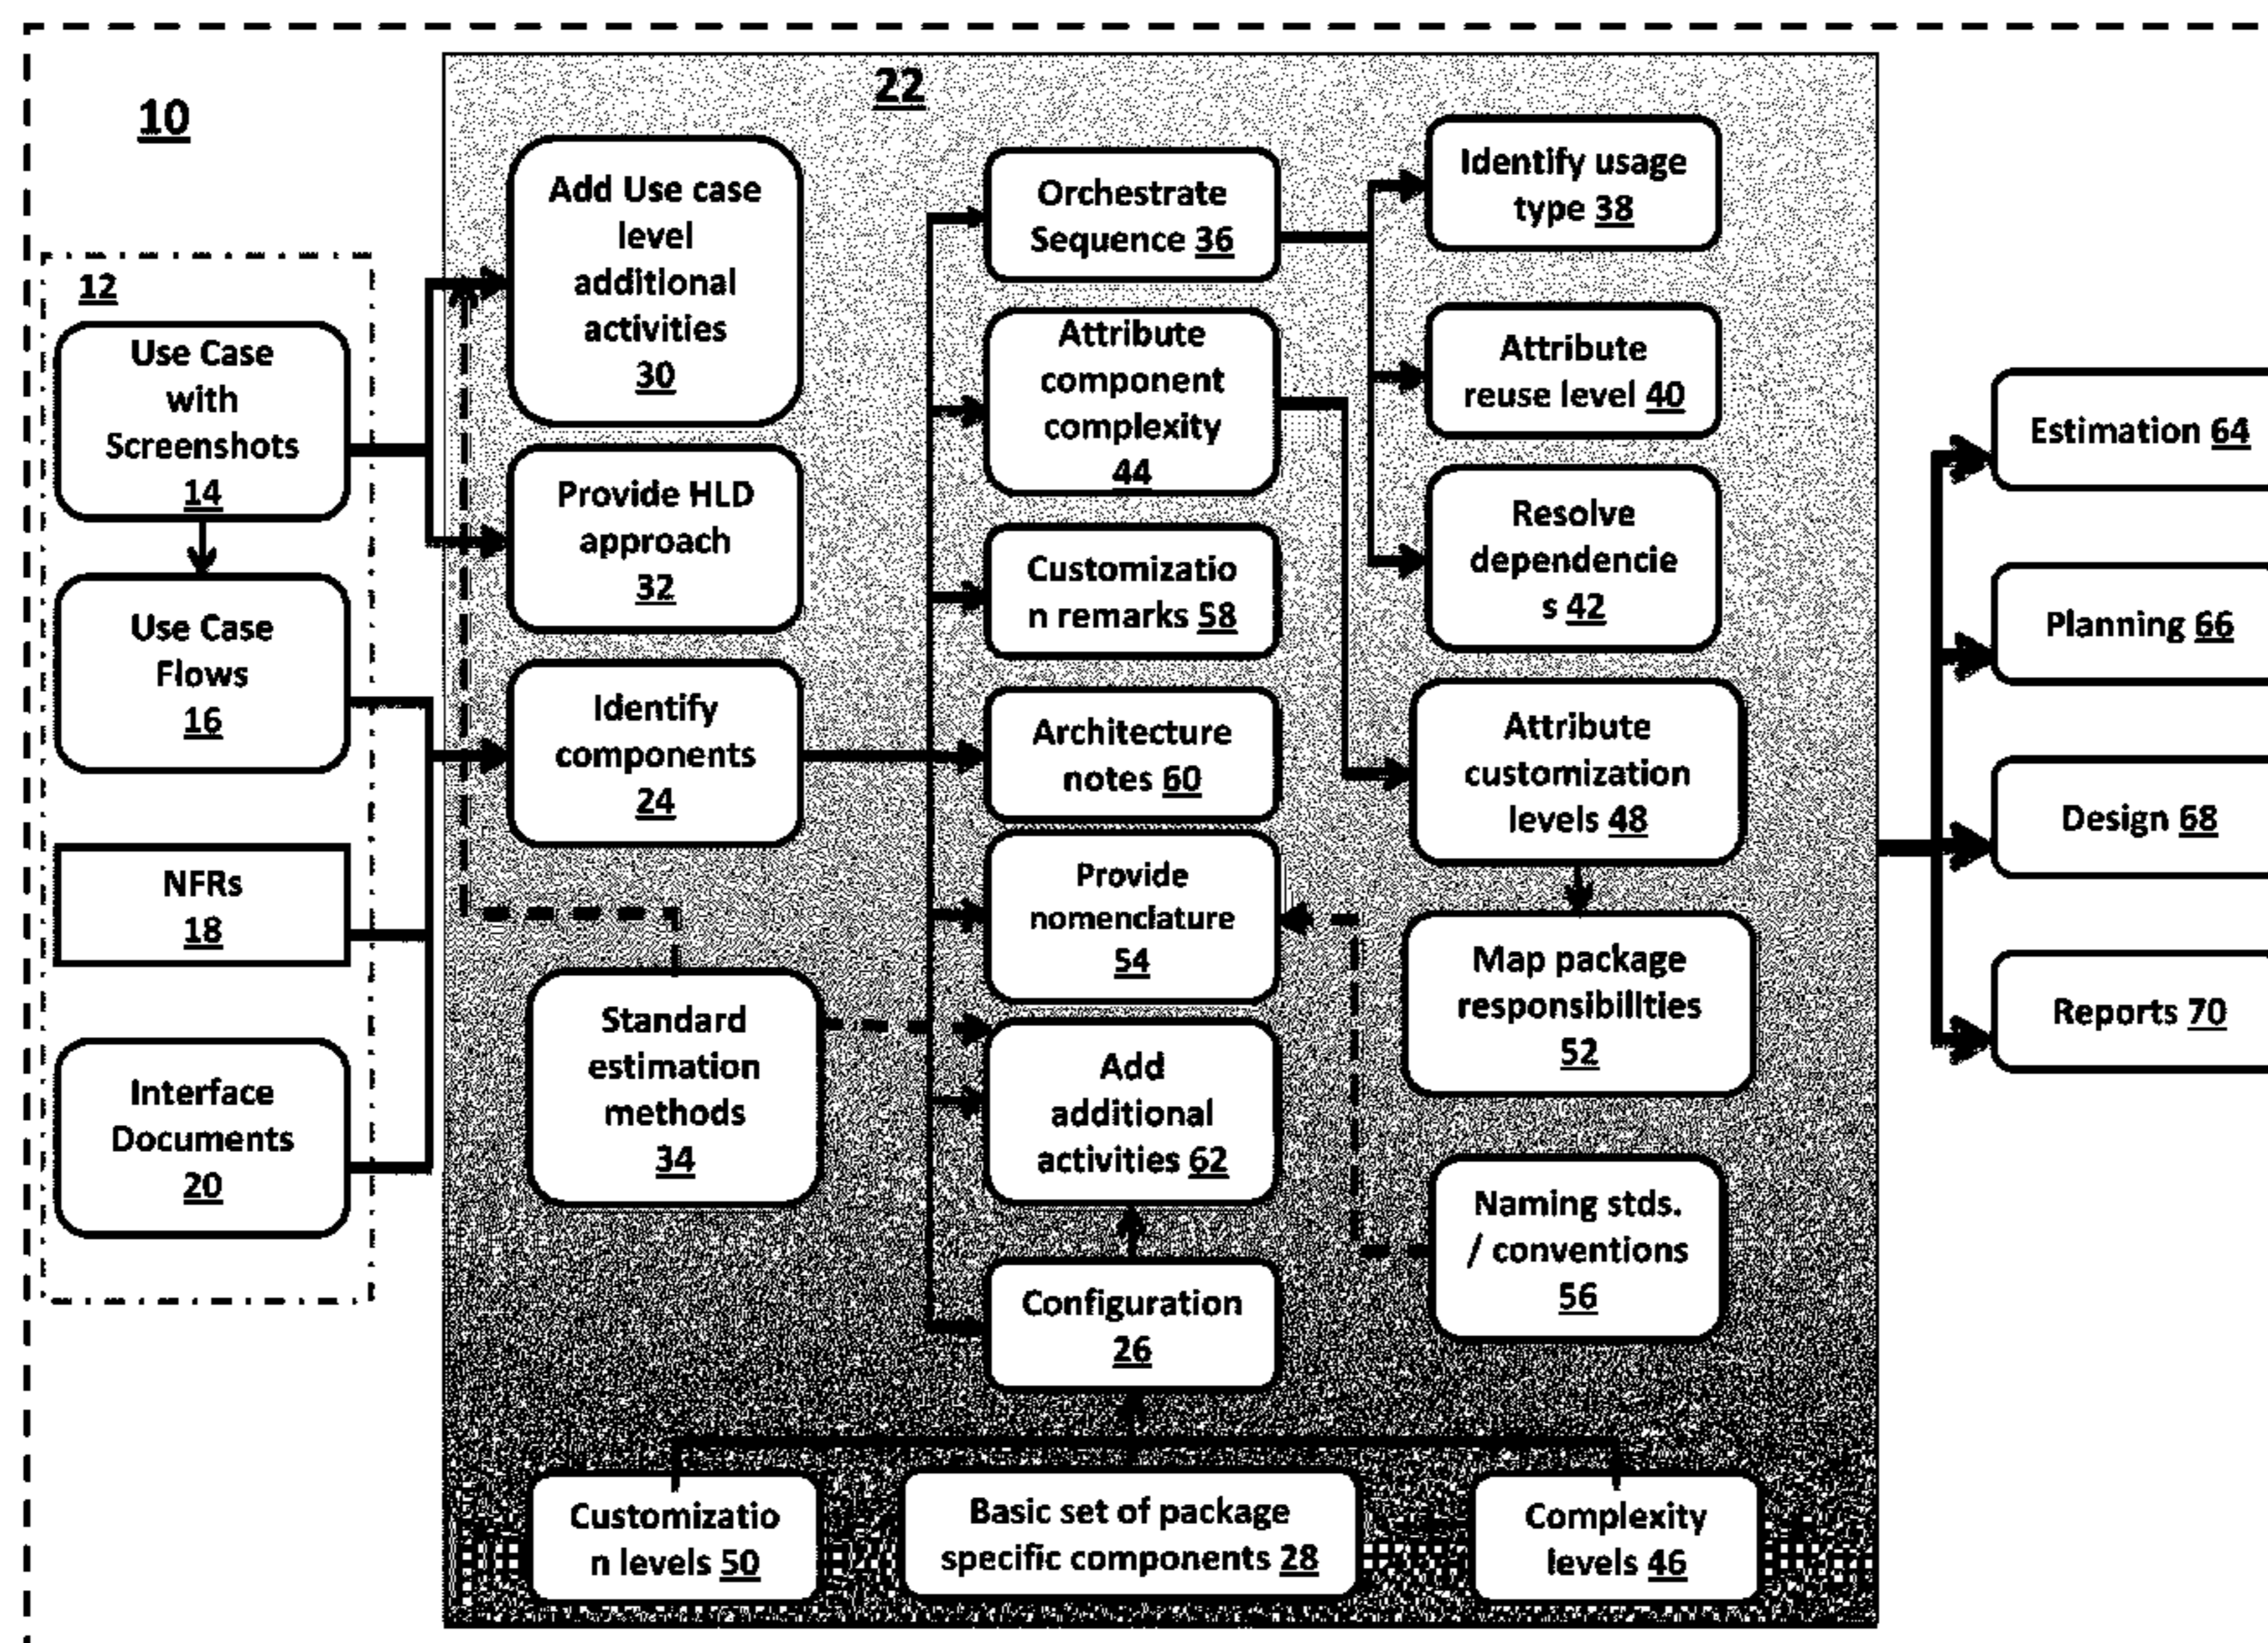 10
22
12
Use Case
with
Screenshots
14
Use Case
Flows
16
NFRs
18
Interface
Documents
20
Add Use case
level
additional
activities
30
Provide HLD
approach
32
Identify
components
24
Standard
estimation
methods
34
Orchestrate
Sequence 36
Attribute
component
complexity
44
Customizatio
n remarks 58
Architecture
notes 60
Provide
nomenclature
54
Add
additional
activities 62
Configuration
26
Identify usage
type 38
Attribute
reuse level 40
Resolve
dependencie
s 42
Attribute
customization
levels 48
Map package
responsibilities
52
Naming stds.
/ conventions
56
Customizatio
n levels 50
Basic set of package
specific components 28
Complexity
levels 46
Estimation 64
Planning 66
Design 68
Reports 70